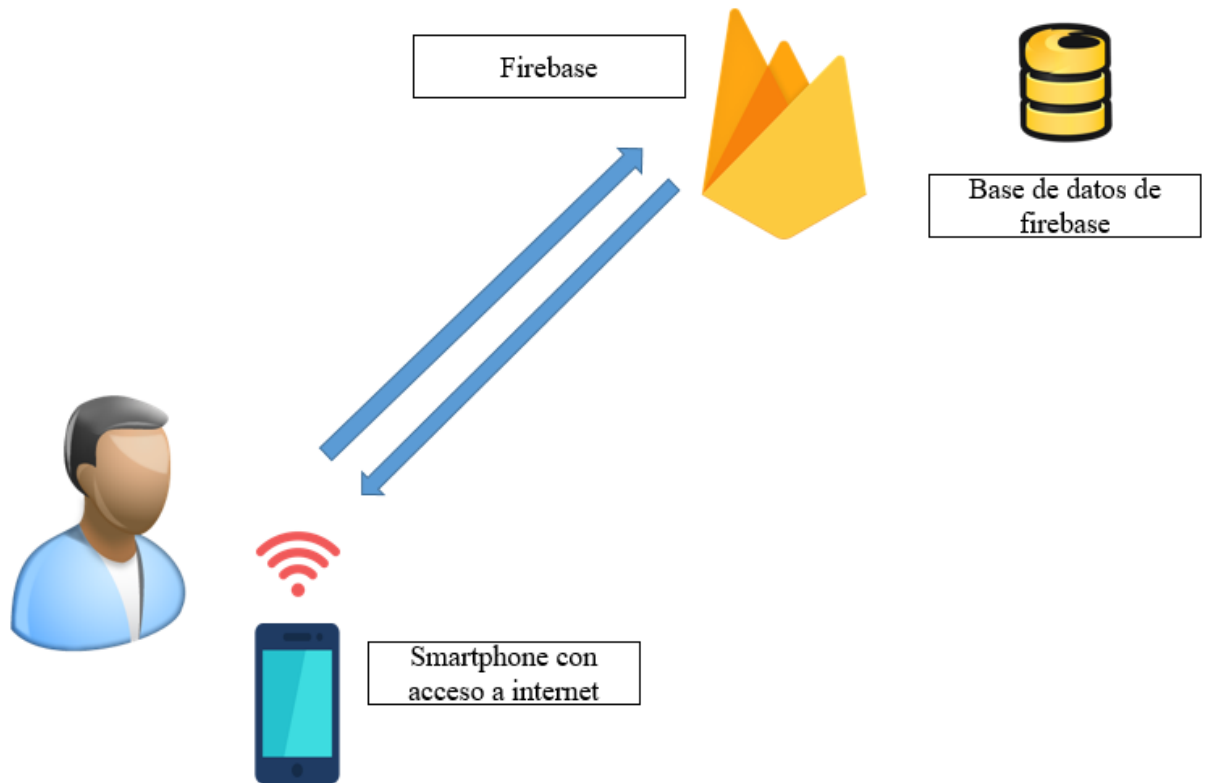 Firebase
Base de datos de
firebase
Smartphone con
acceso a internet